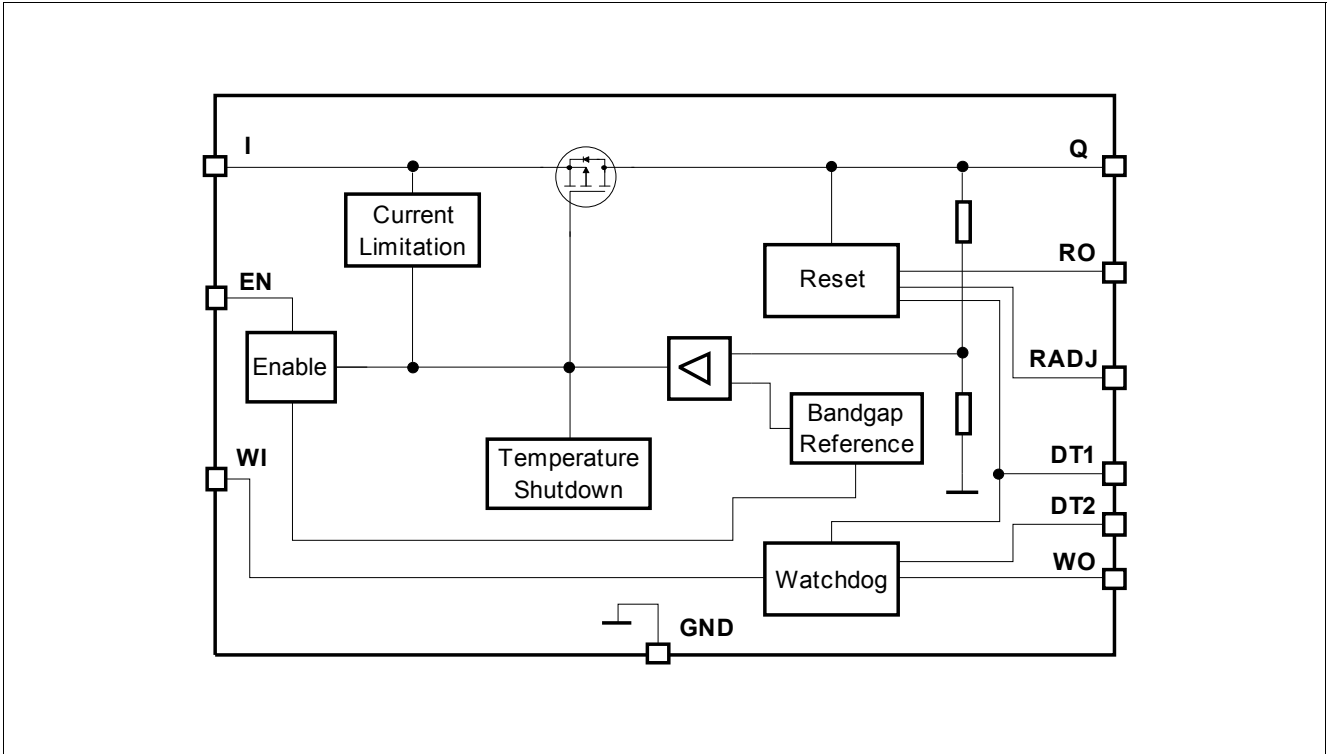 I
Q
Current
Limitation
Reset
RO
EN
Enable
RADJ
Bandgap
Reference
WI
Temperature
Shutdown
DT1
DT2
Watchdog
WO
GND